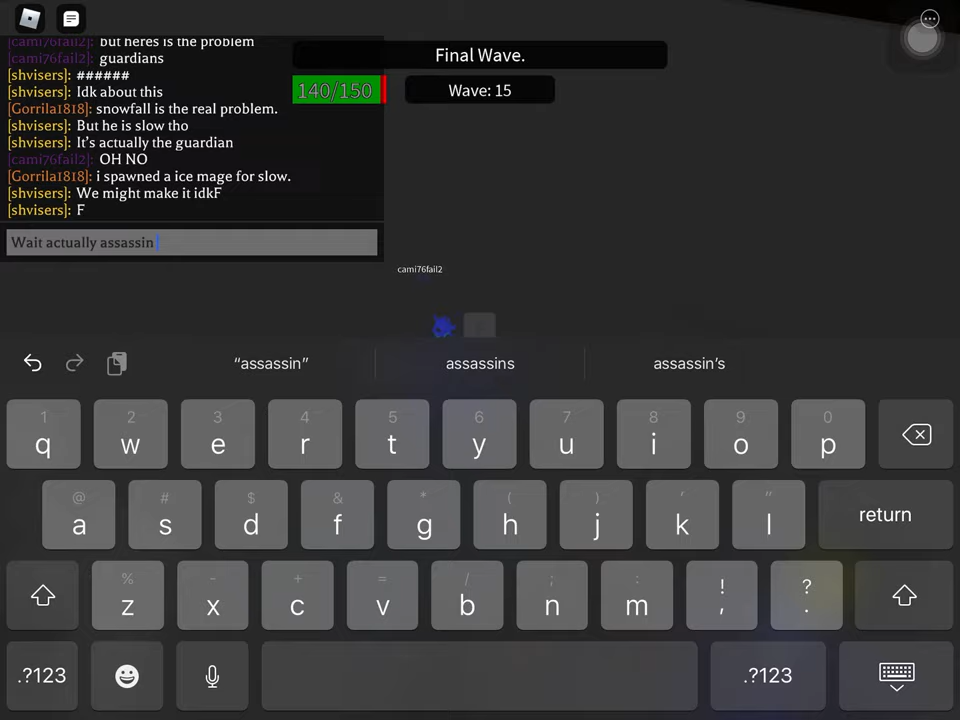 [cami76fail2]: but heres is the problem
[cami76fail2]: guardians
[shvisers]: ######
[shvisers]: Idk about this
[Gorrila1818]: snowfall is the real problem.
[shvisers]: But he is slow tho
[shvisers]: It's actually the guardian
[cami76fail2]: OH NO
[Gorrila1818]: i spawned a ice mage for slow.
[shvisers]: We might make it idkF
[shvisers]: F
Wait actually assassin
Final Wave.
140/150
Wave: 15
cami76fail2
“assassin” assassins assassin's
1 2 3 4 5 6 7 8 9 0
q w e r t y u i o p
@ # $ & * ( ) ' "
a s d f g h j k l return
% - + = / ; : ! ?
z x c v b n m , .
.?123 .?123